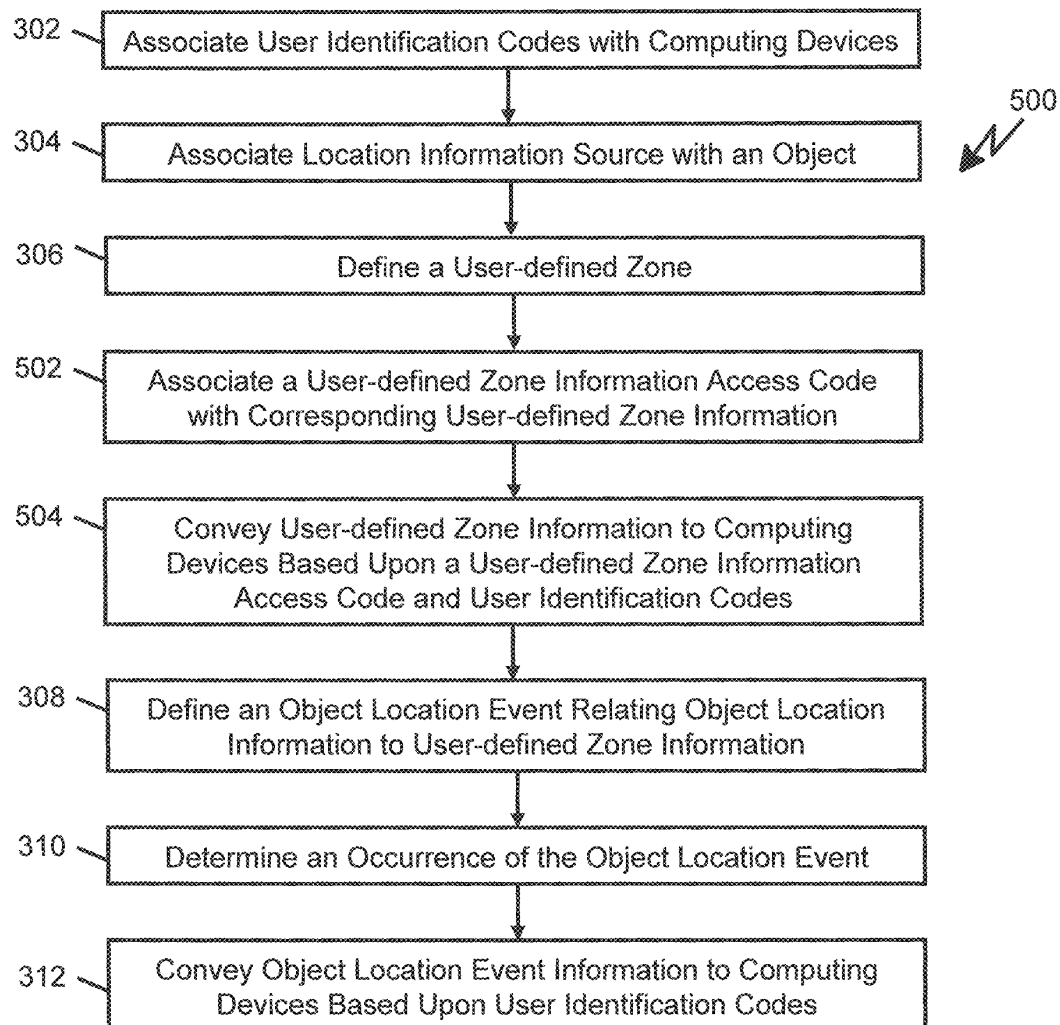 302
Associate User Identification Codes with Computing Devices
500
304
Associate Location Information Source with an Object
306
Define a User-defined Zone
502
Associate a User-defined Zone Information Access Code
with Corresponding User-defined Zone Information
504
Convey User-defined Zone Information to Computing
Devices Based Upon a User-defined Zone Information
Access Code and User Identification Codes
308
Define an Object Location Event Relating Object Location
Information to User-defined Zone Information
310
Determine an Occurrence of the Object Location Event
312
Convey Object Location Event Information to Computing
Devices Based Upon User Identification Codes